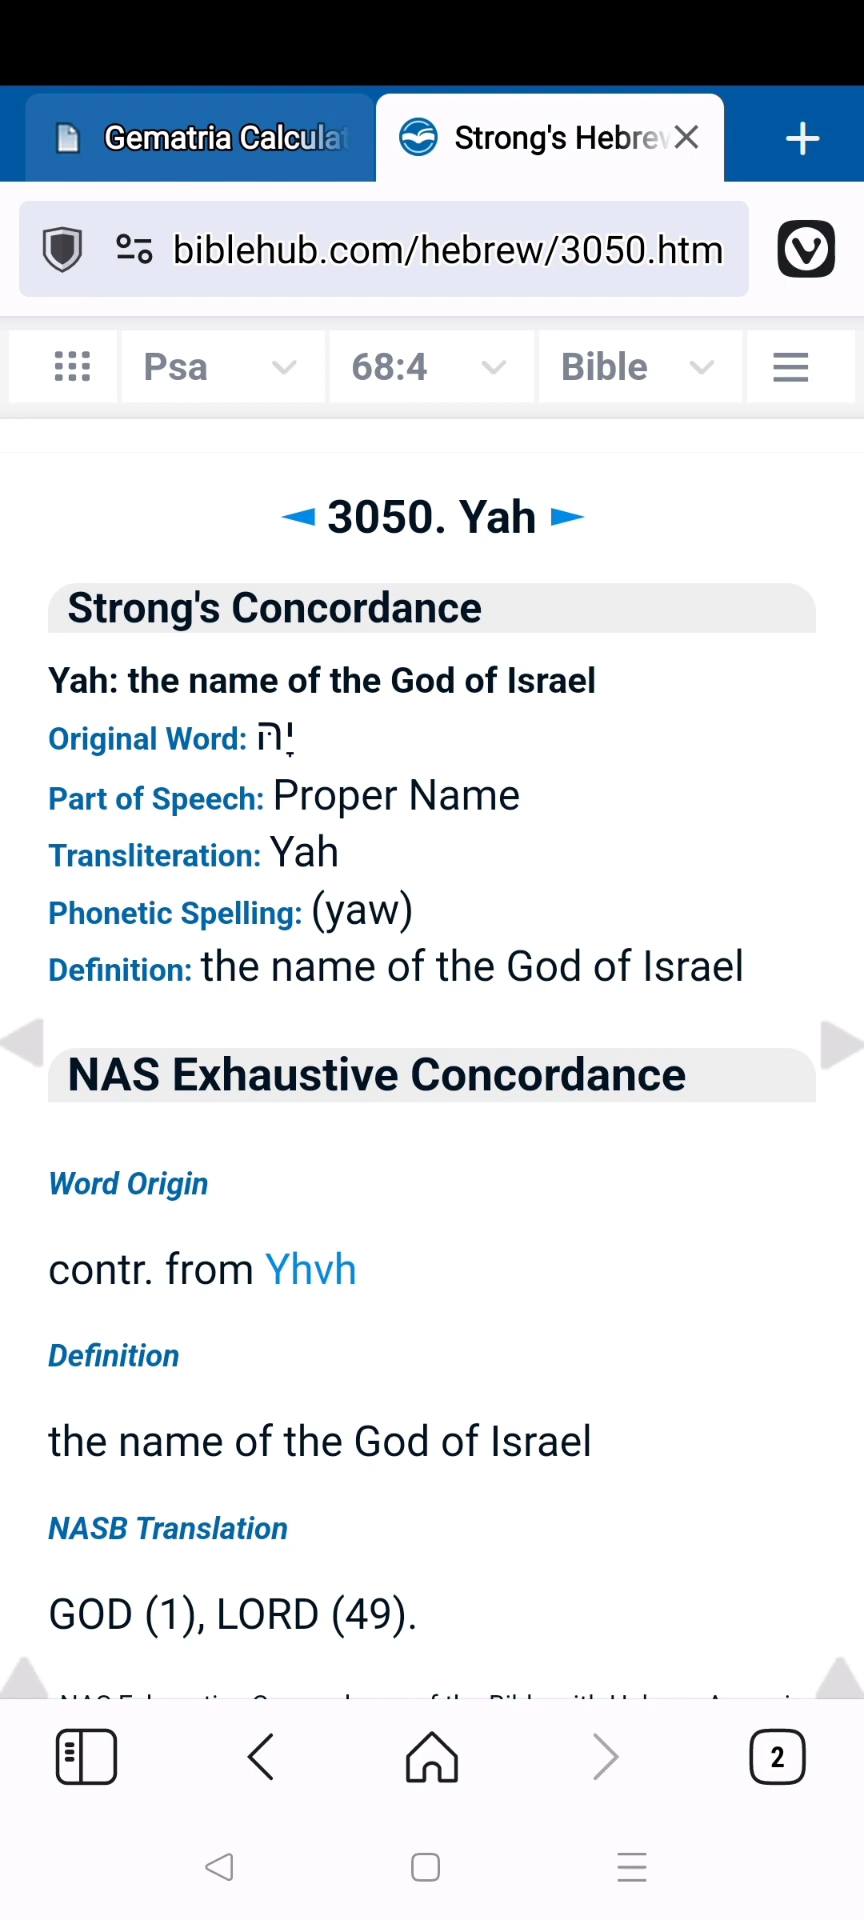 Gematria Calculat
Strong's Hebrew
biblehub.com/hebrew/3050.htm
Psa 68:4 Bible
◄ 3050. Yah ►
Strong's Concordance
Yah: the name of the God of Israel
Original Word: יָהּ
Part of Speech: Proper Name
Transliteration: Yah
Phonetic Spelling: (yaw)
Definition: the name of the God of Israel
NAS Exhaustive Concordance
Word Origin
contr. from Yhvh
Definition
the name of the God of Israel
NASB Translation
GOD (1), LORD (49).
2